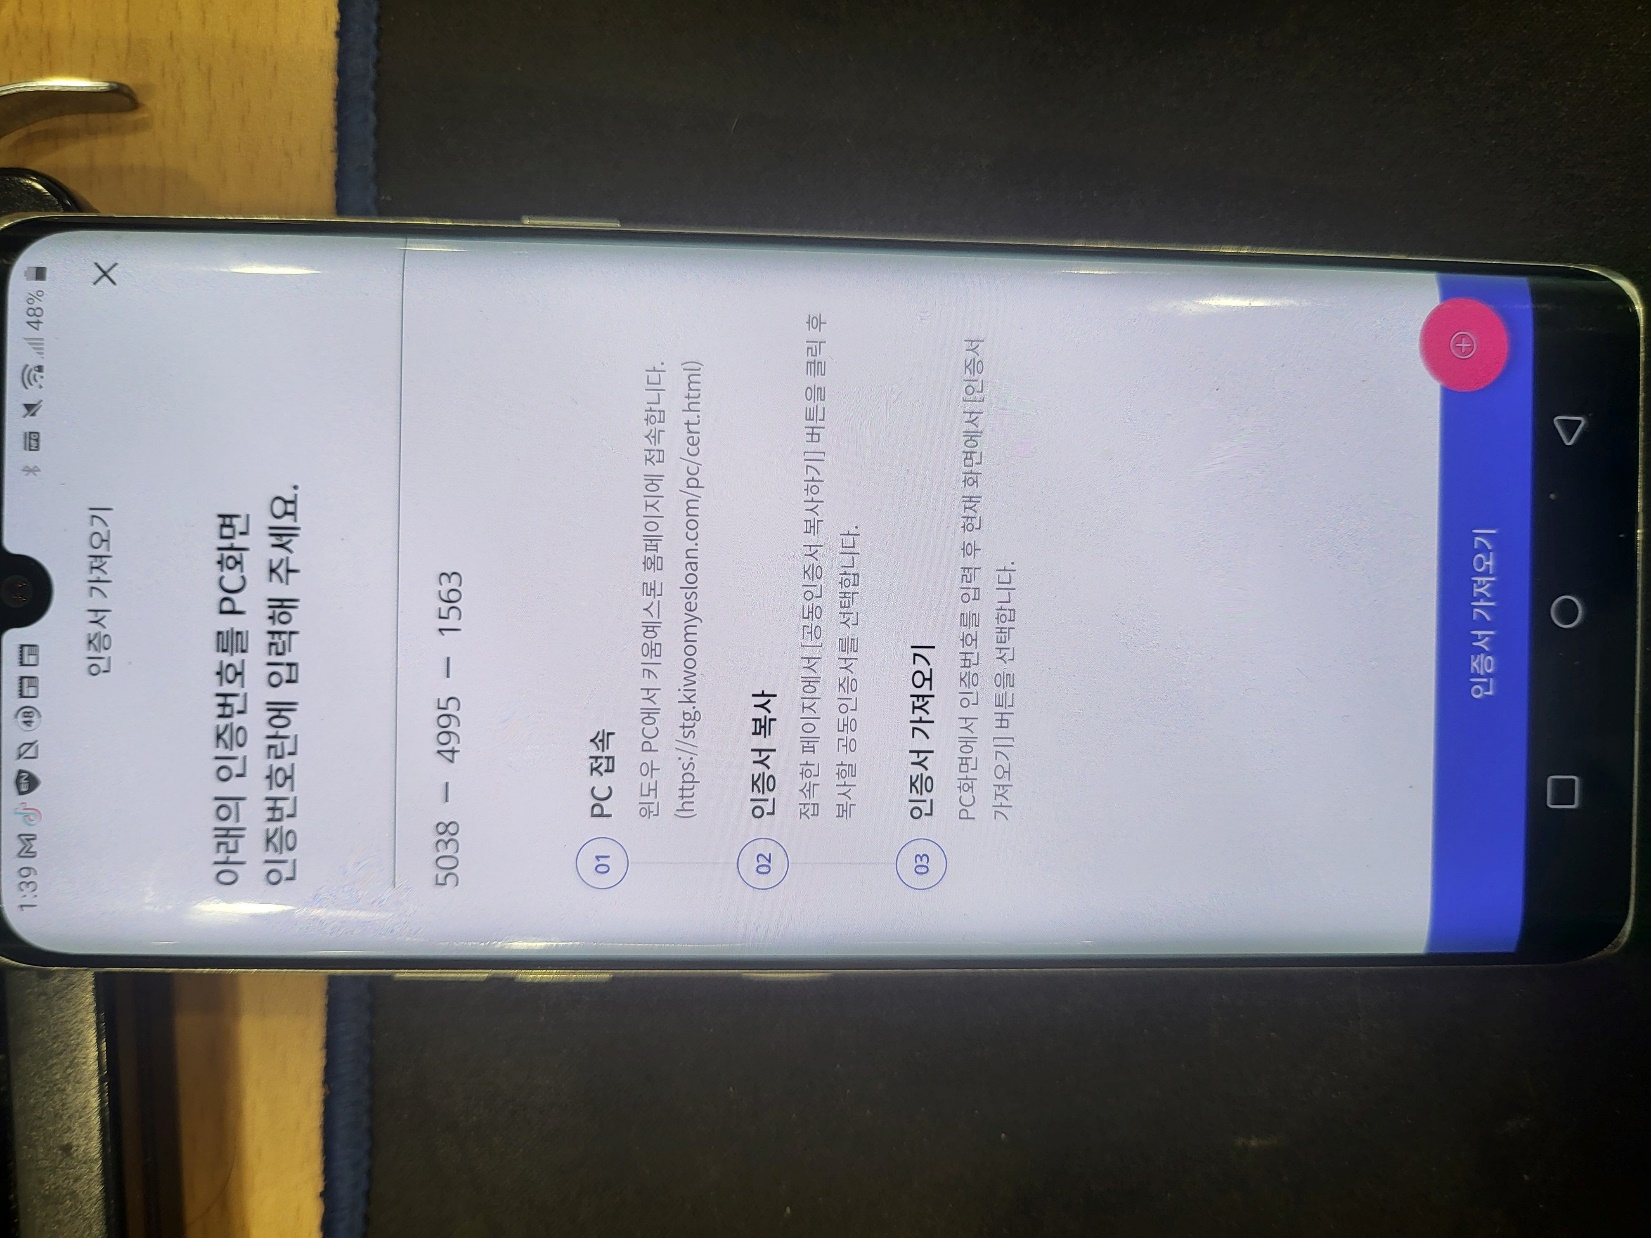 1:39
48
48%
인증서 가져오기
아래의 인증번호를 PC화면
인증번호란에 입력해 주세요.
5038 - 4995 - 1563
01
PC 접속
윈도우 PC에서 키움예스론 홈페이지에 접속합니다.
(https://stg.kiwoomyesloan.com/pc/cert.html)
02
인증서 복사
접속한 페이지에서 [공동인증서 복사하기] 버튼을 클릭 후
복사할 공동인증서를 선택합니다.
03
인증서 가져오기
PC화면에서 인증번호를 입력 후 현재 화면에서 [인증서
가져오기] 버튼을 선택합니다.
인증서 가져오기